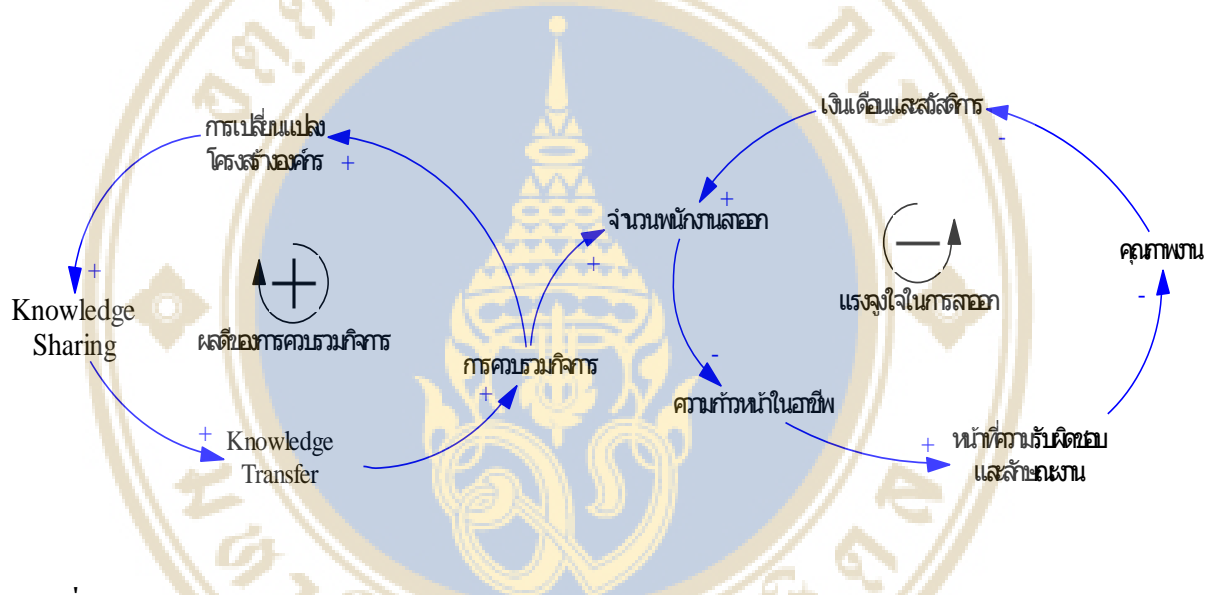 เงินเดือนและสวัสดิการ
การเปลี่ยนแปลง
โครงสร้างองค์กร
+
-
+
จำนวนพนักงานลาออก
คุณภาพงาน
+
+
-
+
-
แรงจูงใจในการลาออก
Knowledge
Sharing
ผลดีของการควบรวมกิจการ
-
การควบรวมกิจการ
+
ความก้าวหน้าในอาชีพ
+
Knowledge
Transfer
+
หน้าที่ความรับผิดชอบ
และลักษณะงาน